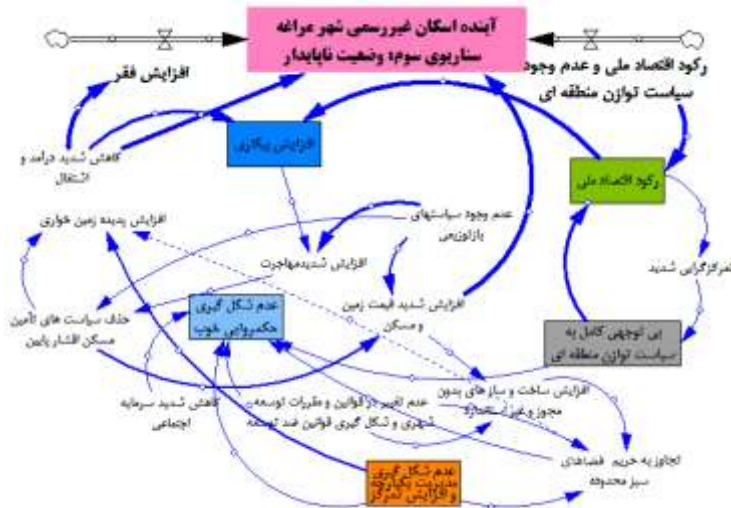 آینده اسکان غیررسمی شهر مراغه
سناریوی سوم: وضعیت ناپایدار
افزایش فقر
رکود اقتصاد ملی و عدم وجود
سیاست توازن منطقه ای
کاهش شدید درآمد و
اشتغال
افزایش بیکاری
رکود اقتصاد ملی
افزایش پدیده زمین خواری
عدم وجود سیاستهای
بازتوزیعی
افزایش شدیدمهاجرت
تمرکزگرایی شدید
حذف سیاست های تأمین
مسکن اقشار پایین
عدم شکل گیری
حکمروایی خوب
افزایش شدید قیمت زمین
و مسکن
بی توجهی کامل به
سیاست توازن منطقه ای
کاهش شدید سرمایه
اجتماعی
عدم تغییر در قوانین و مقررات توسعه
شهری و شکل گیری قوانین ضد توسعه
افزایش ساخت و ساز های بدون
مجوز و غیر استاندارد
تجاوز به حریم فضاهای
سبز محدوده
عدم شکل گیری
مدیریت یکپارچه
و افزایش تمرکز